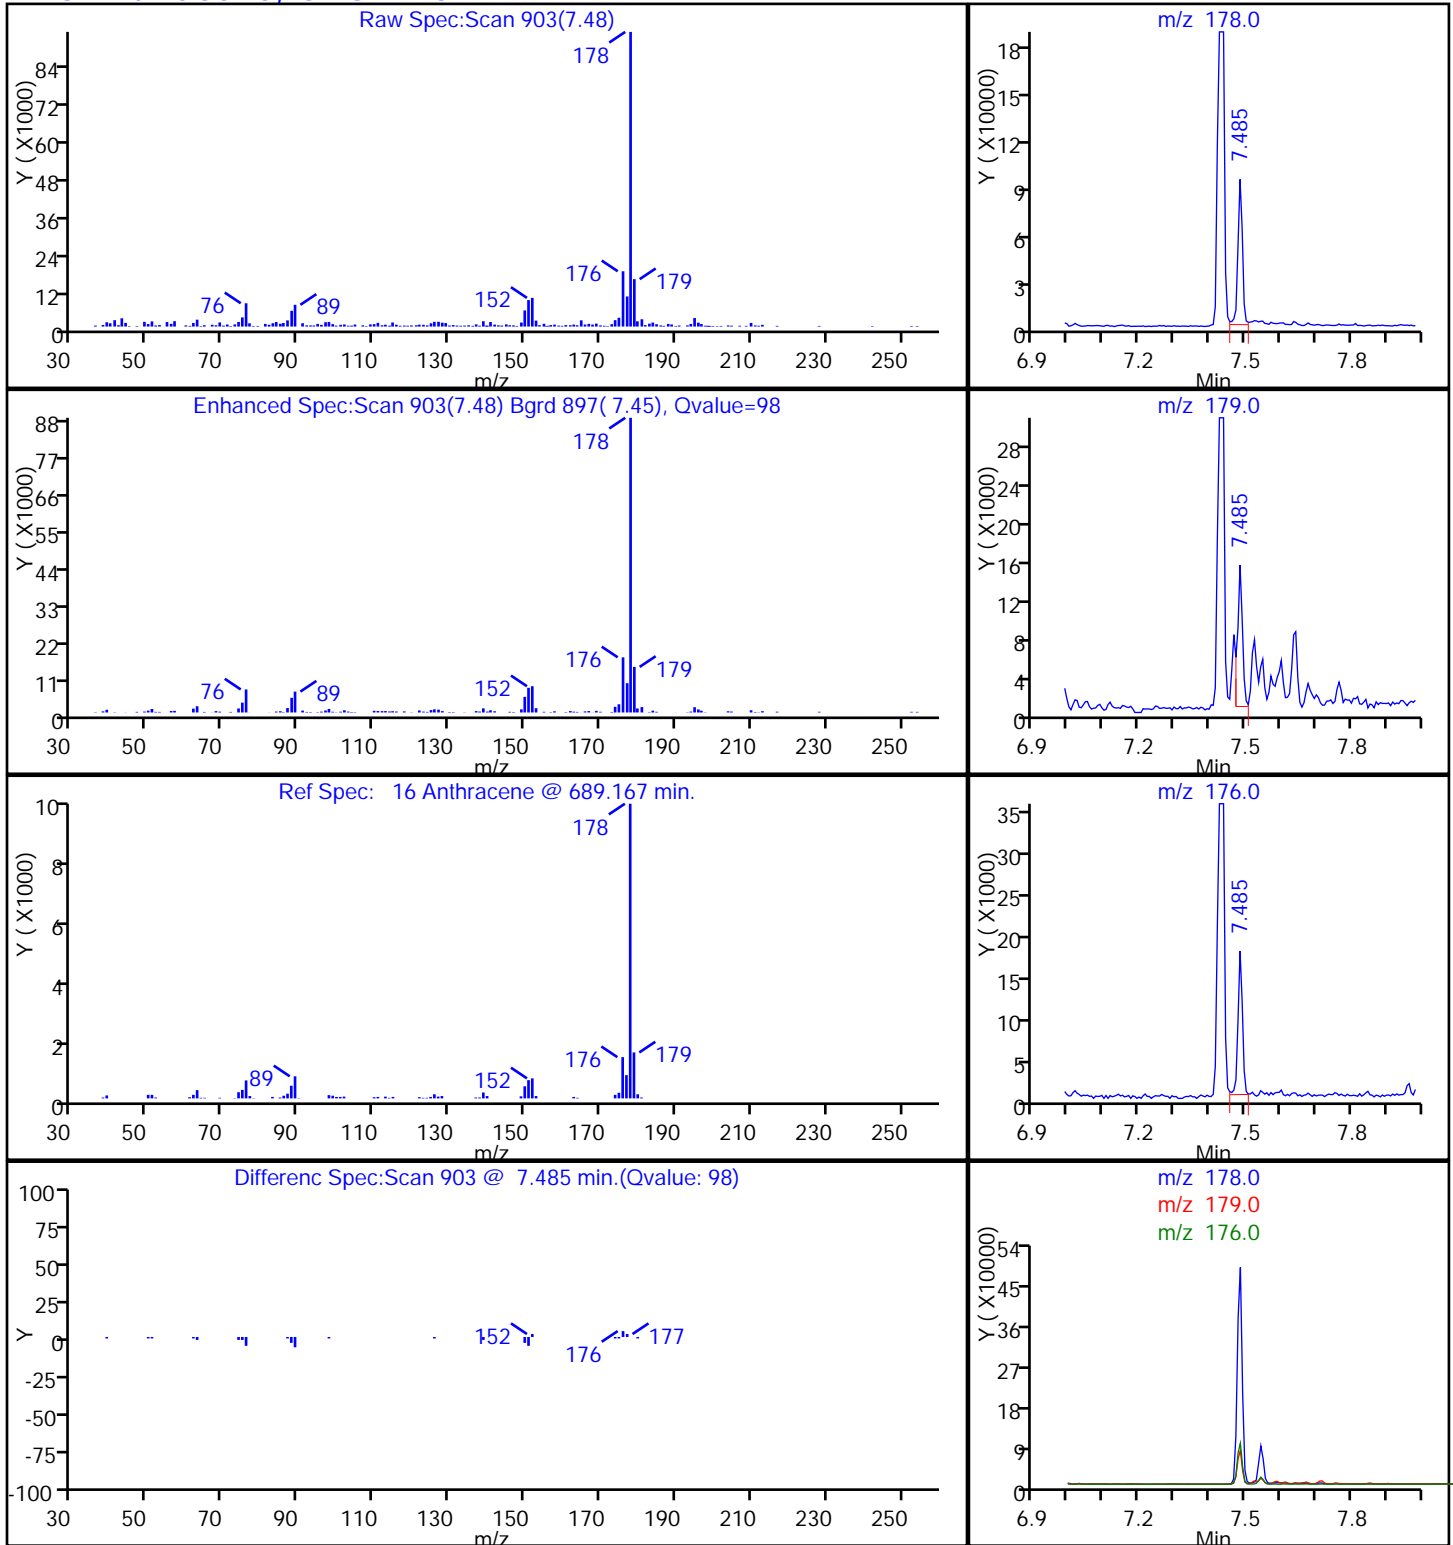 Raw Spec:Scan 903(7.48)
Y ( X1000)
84
72
60
48
36
24
12
0
178
176
179
152
76
89
30 50 70 90 110 130 150 170 190 210 230 250
m/z
m/z 178.0
Y ( X10000)
18
15
12
9
6
3
0
7.485
6.9 7.2 7.5 7.8
Min
Enhanced Spec:Scan 903(7.48) Bgrd 897( 7.45), Qvalue=98
Y ( X1000)
88
77
66
55
44
33
22
11
0
178
176
179
152
76
89
30 50 70 90 110 130 150 170 190 210 230 250
m/z
m/z 179.0
Y ( X1000)
28
24
20
16
12
8
4
0
7.485
6.9 7.2 7.5 7.8
Min
Ref Spec: 16 Anthracene @ 689.167 min.
Y ( X1000)
10
8
6
4
2
0
178
176
179
152
89
30 50 70 90 110 130 150 170 190 210 230 250
m/z
m/z 176.0
Y ( X1000)
35
30
25
20
15
10
5
0
7.485
6.9 7.2 7.5 7.8
Min
Differenc Spec:Scan 903 @ 7.485 min.(Qvalue: 98)
Y
100
75
50
25
0
-25
-50
-75
-100
152
176
177
30 50 70 90 110 130 150 170 190 210 230 250
m/z
m/z 178.0
m/z 179.0
m/z 176.0
Y ( X10000)
54
45
36
27
18
9
0
6.9 7.2 7.5 7.8
Min